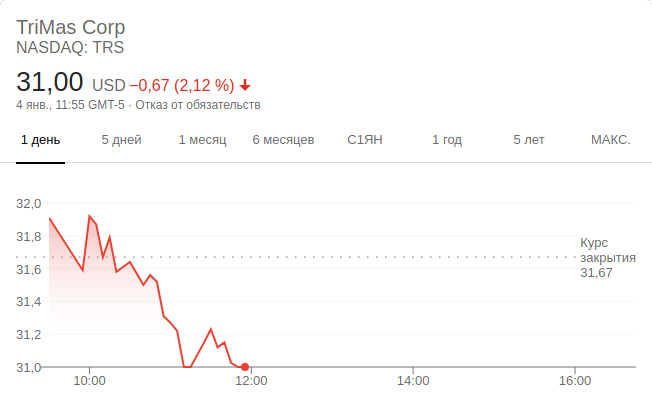 TriMas Corp
NASDAQ: TRS
31,00 USD −0,67 (2,12 %)
4 янв., 11:55 GMT-5 · Отказ от обязательств
1 день 5 дней 1 месяц 6 месяцев С1ЯН 1 год 5 лет МАКС.
32,0
31,8
Курс
закрытия
31,67
31,6
31,4
31,2
31,0
10:00 12:00 14:00 16:00